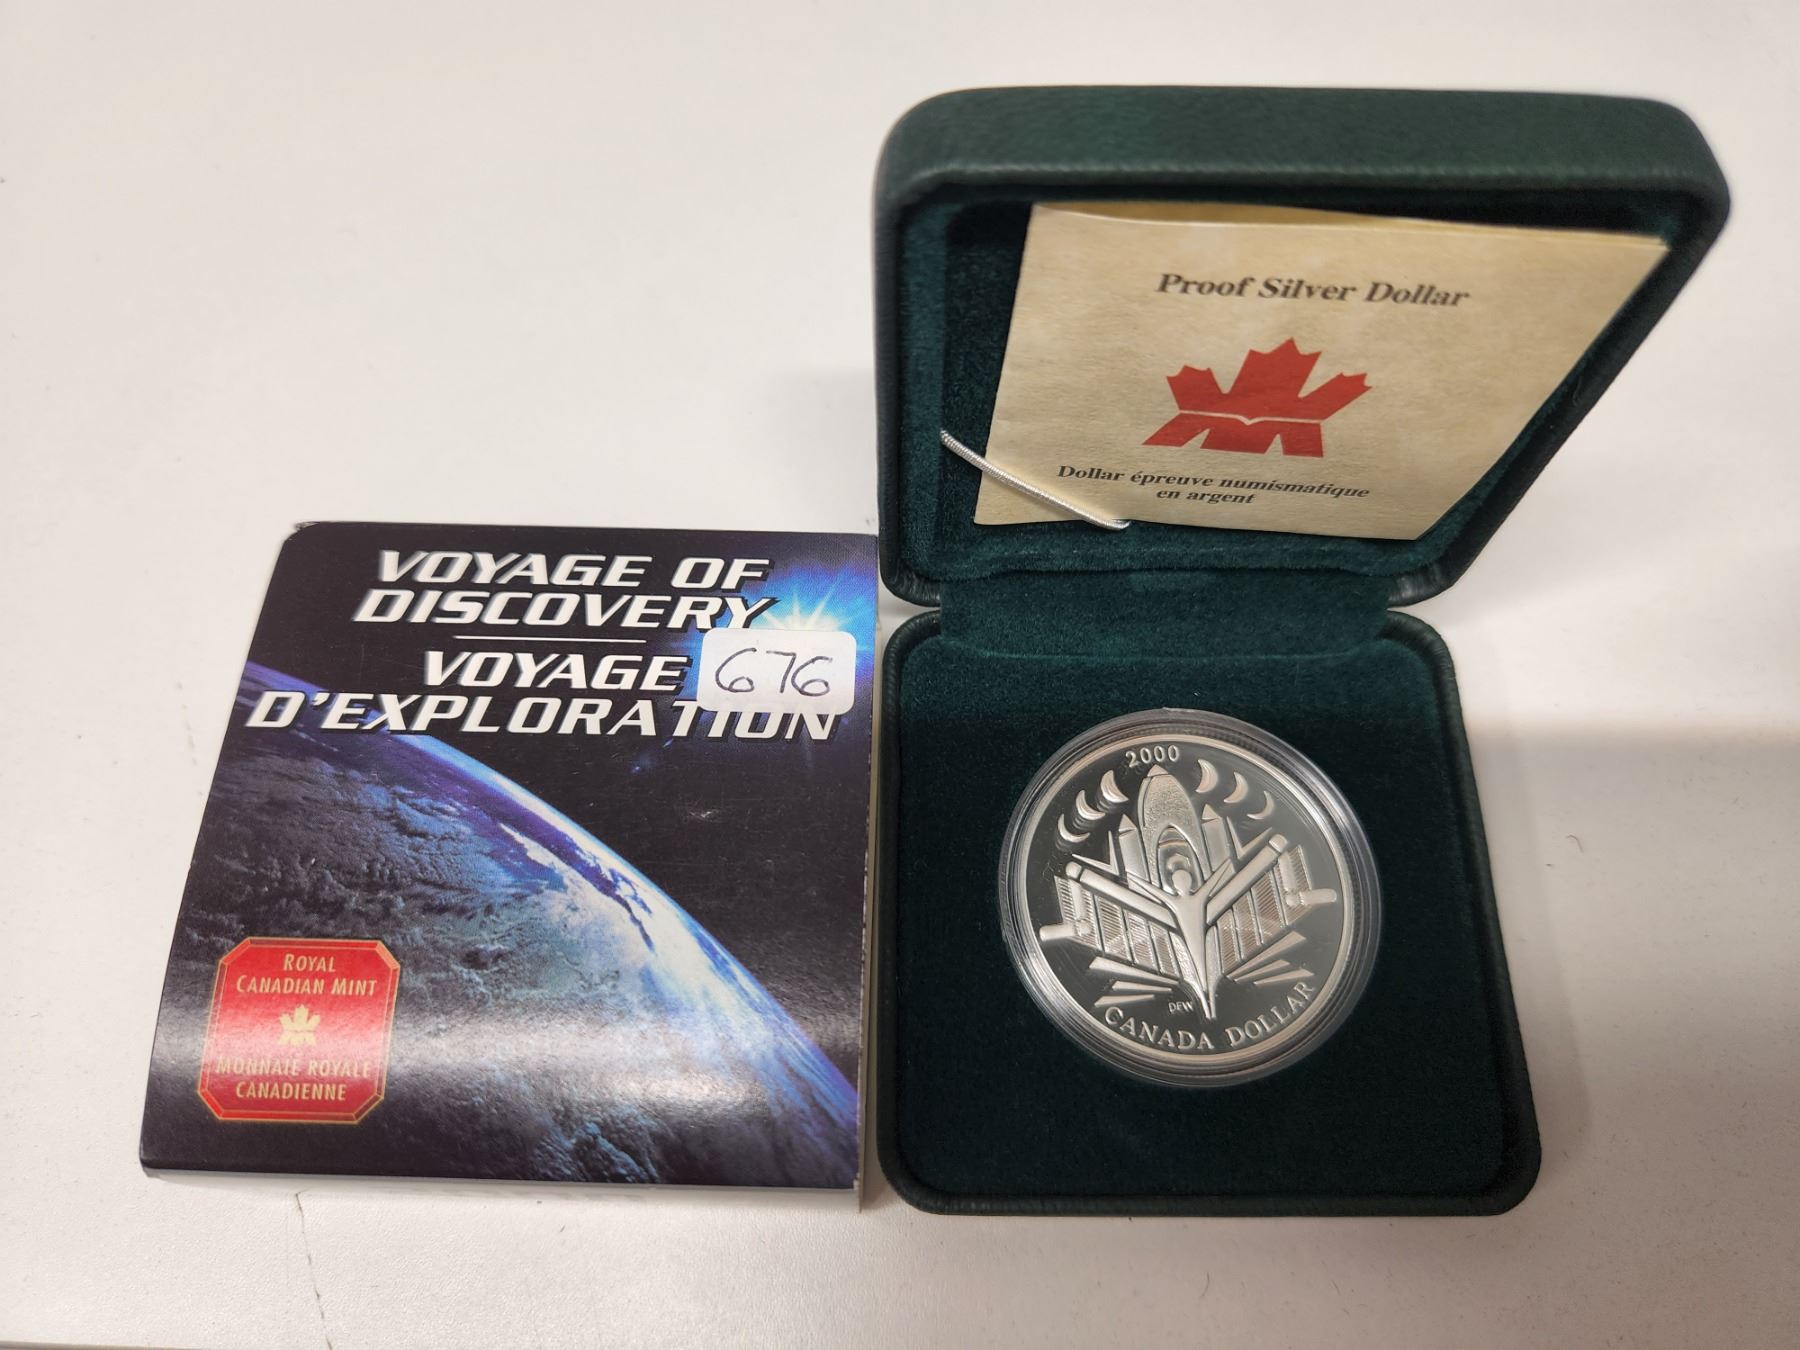 VOYAGE OF
DISCOVERY
VOYAGE
D'EXPLORATION
676
ROYAL
CANADIAN MINT
MONNAIE ROYALE
CANADIENNE
Proof Silver Dollar
Dollar épreuve numismatique
en argent
2000
DFW
CANADA DOLLAR